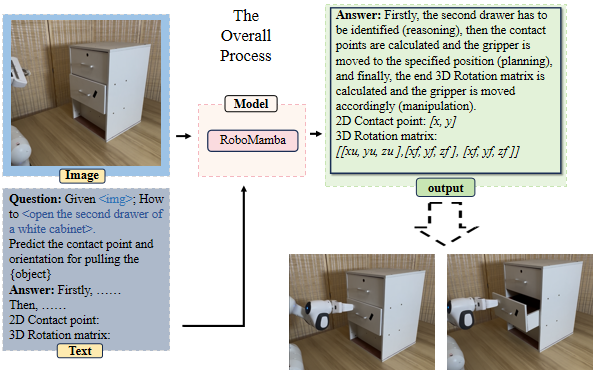 The
Overall
Process
Image
Question: Given <img>; How
to <open the second drawer of
a white cabinet>.
Predict the contact point and
orientation for pulling the
{object}
Answer: Firstly, ……
Then, ……
2D Contact point:
3D Rotation matrix:
Text
Model
RoboMamba
Answer: Firstly, the second drawer has to
be identified (reasoning), then the contact
points are calculated and the gripper is
moved to the specified position (planning),
and finally, the end 3D Rotation matrix is
calculated and the gripper is moved
accordingly (manipulation).
2D Contact point: [x, y]
3D Rotation matrix:
[[xu, yu, zu ],[xf, yf, zf ], [xf, yf, zf ]]
output